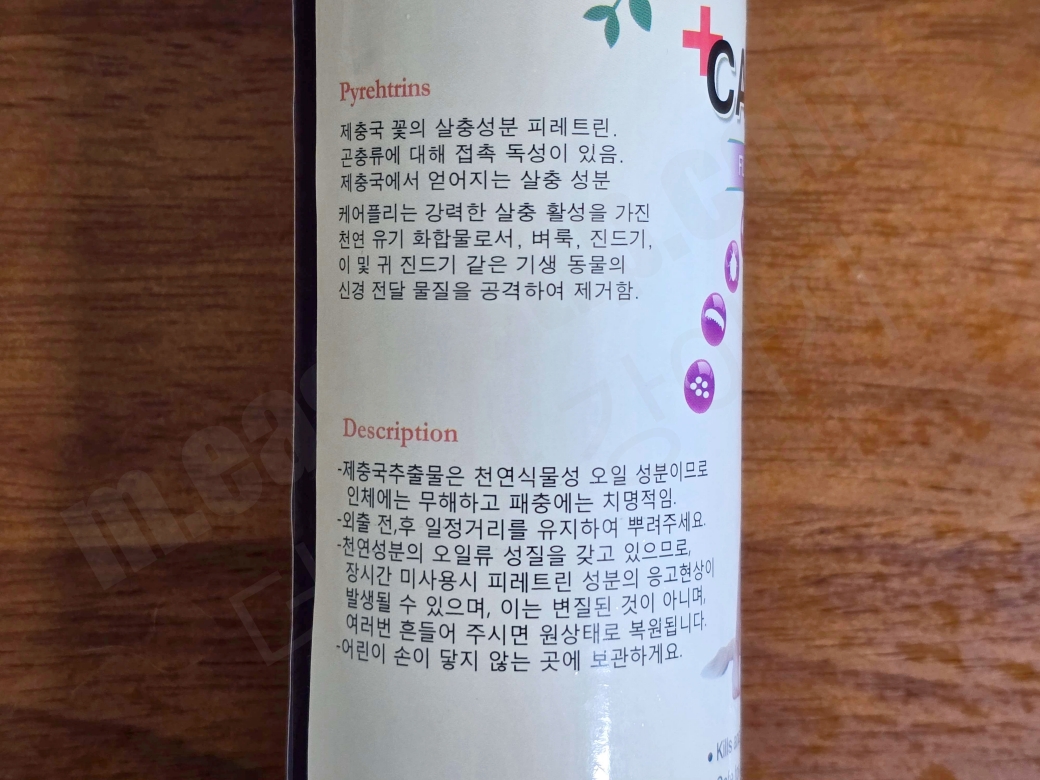 Pyrehtrins
제충국 꽃의 살충성분 피레트린.
곤충류에 대해 접촉 독성이 있음.
제충국에서 얻어지는 살충 성분
케어플리는 강력한 살충 활성을 가진
천연 유기 화합물로서, 벼룩, 진드기,
이 및 귀 진드기 같은 기생 동물의
신경 전달 물질을 공격하여 제거함.
Description
-제충국추출물은 천연식물성 오일 성분이므로
인체에는 무해하고 패충에는 치명적임.
-외출 전,후 일정거리를 유지하여 뿌려주세요.
-천연성분의 오일류 성질을 갖고 있으므로,
장시간 미사용시 피레트린 성분의 응고현상이
발생될 수 있으며, 이는 변질된 것이 아니며,
여러번 흔들어 주시면 원상태로 복원됩니다.
-어린이 손이 닿지 않는 곳에 보관하게요.
CA
• Kills